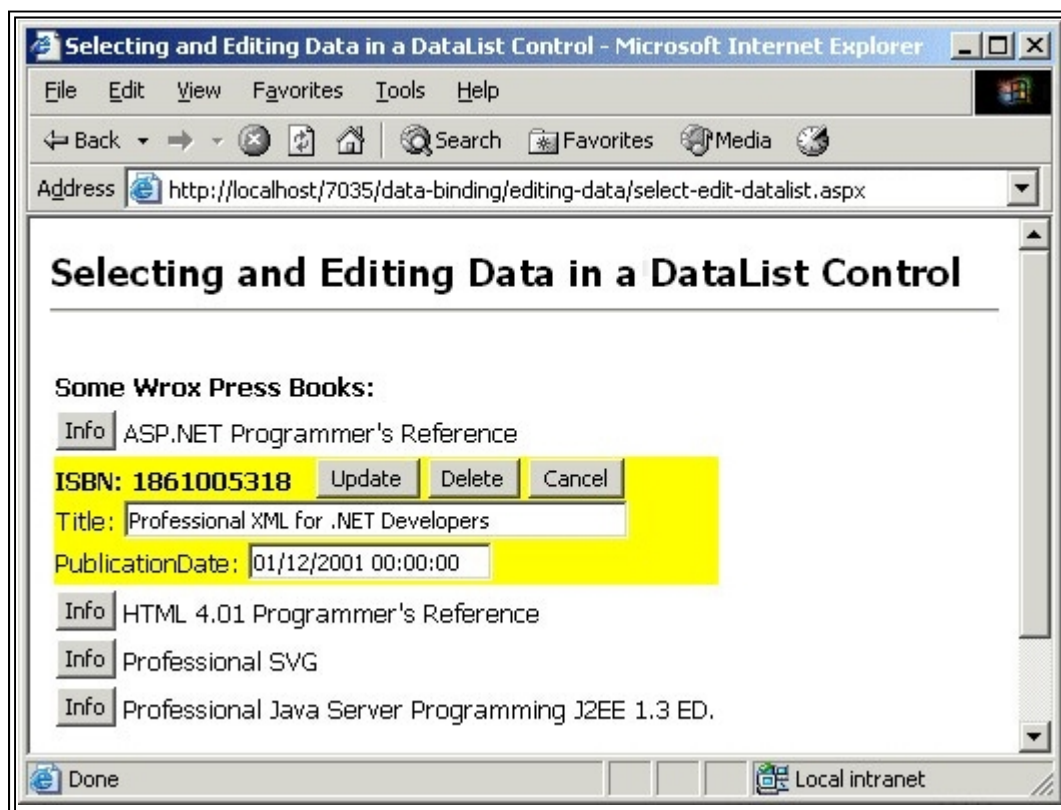 Selecting and Editing Data in a DataList Control - Microsoft Internet Explorer
File Edit View Favorites Tools Help
Back Search Favorites Media
Address http://localhost/7035/data-binding/editing-data/select-edit-datalist.aspx
Selecting and Editing Data in a DataList Control
Some Wrox Press Books:
Info ASP.NET Programmer's Reference
ISBN: 1861005318 Update Delete Cancel
Title: Professional XML for .NET Developers
PublicationDate: 01/12/2001 00:00:00
Info HTML 4.01 Programmer's Reference
Info Professional SVG
Info Professional Java Server Programming J2EE 1.3 ED.
Done Local intranet